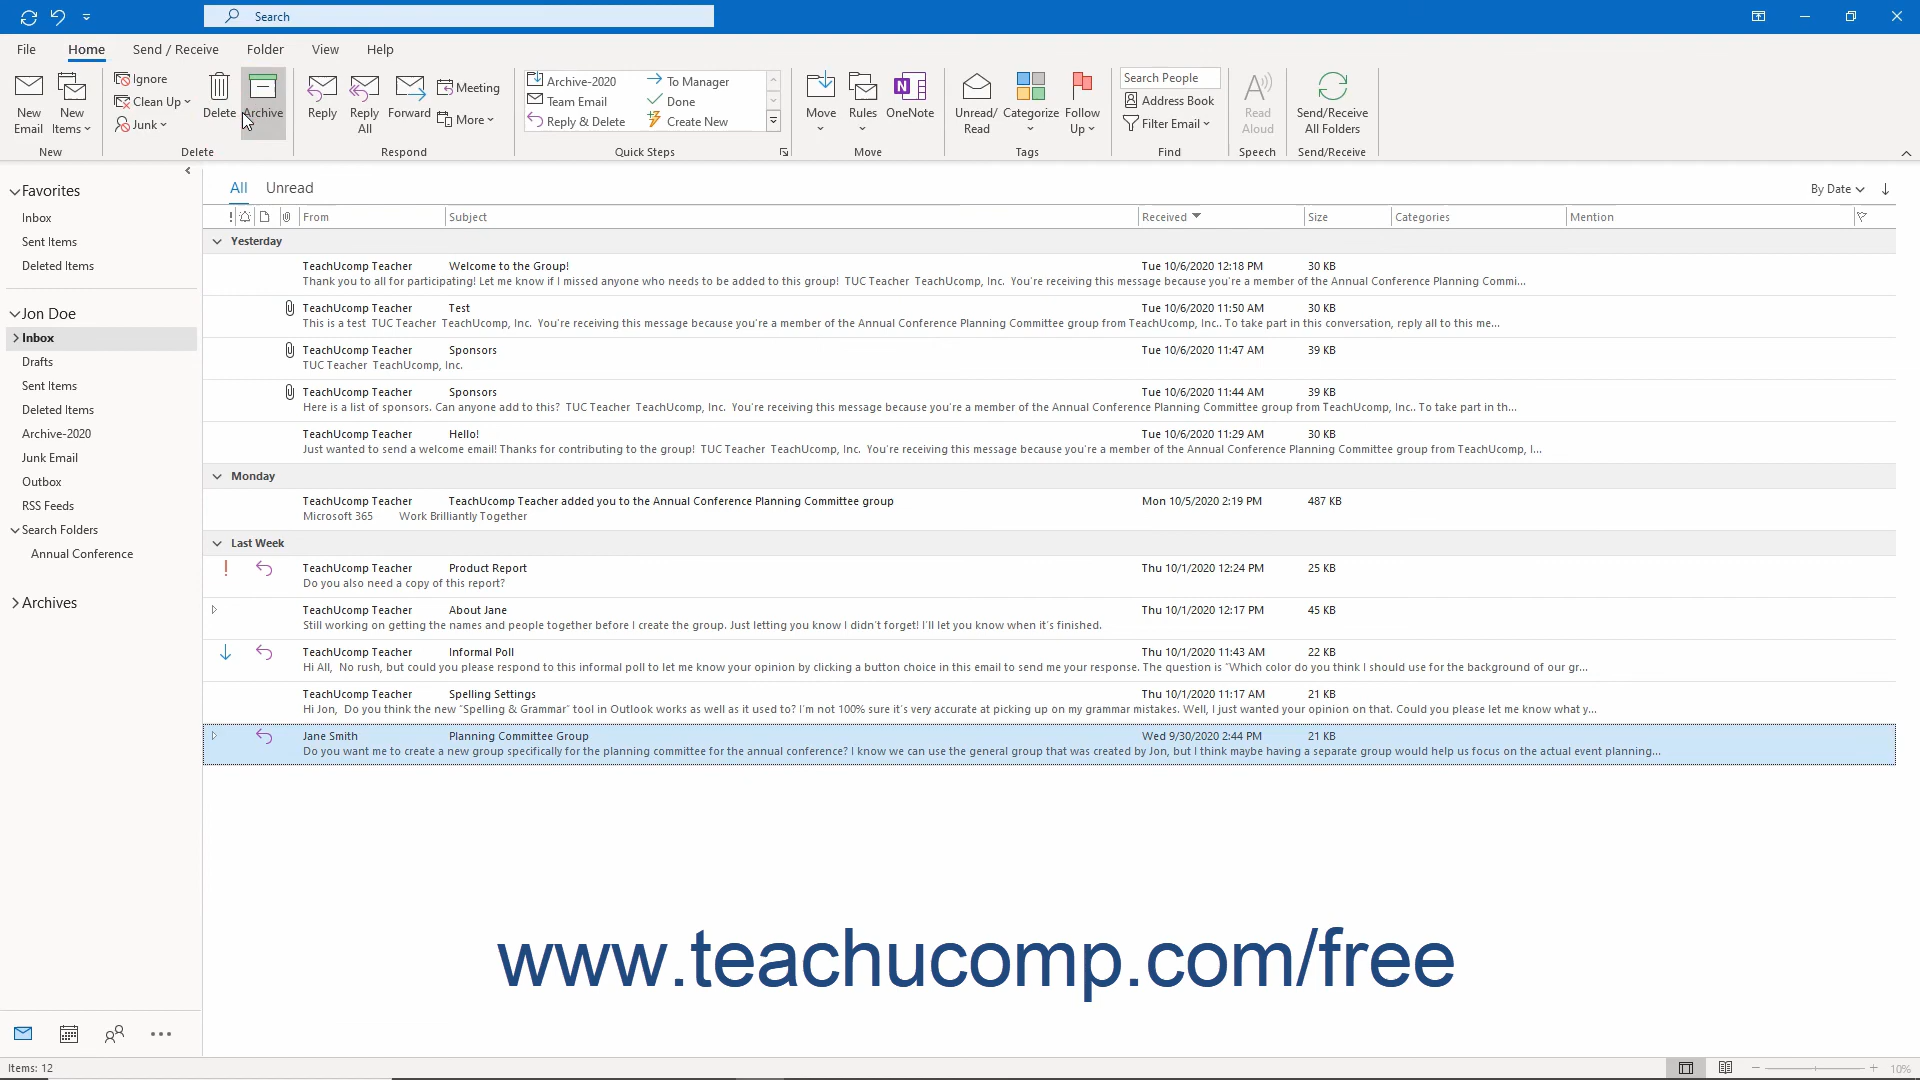 Search
File Home Send / Receive Folder View Help
New Email
New Items
New
Ignore
Clean Up
Junk
Delete
Archive
Delete
Reply
Reply All
Forward
Meeting
More
Respond
Archive-2020
Team Email
Reply & Delete
To Manager
Done
Create New
Quick Steps
Move
Rules
OneNote
Move
Unread/ Read
Categorize
Follow Up
Tags
Search People
Address Book
Filter Email
Find
Read Aloud
Speech
Send/Receive All Folders
Send/Receive
Favorites
Inbox
Sent Items
Deleted Items
Jon Doe
Inbox
Drafts
Sent Items
Deleted Items
Archive-2020
Junk Email
Outbox
RSS Feeds
Search Folders
Annual Conference
Archives
All Unread By Date
From Subject Received Size Categories Mention
Yesterday
TeachUcomp Teacher Welcome to the Group! Tue 10/6/2020 12:18 PM 30 KB
Thank you to all for participating! Let me know if I missed anyone who needs to be added to this group! TUC Teacher TeachUcomp, Inc. You're receiving this message because you're a member of the Annual Conference Planning Commi...
TeachUcomp Teacher Test Tue 10/6/2020 11:50 AM 30 KB
This is a test TUC Teacher TeachUcomp, Inc. You're receiving this message because you're a member of the Annual Conference Planning Committee group from TeachUcomp, Inc.. To take part in this conversation, reply all to this me...
TeachUcomp Teacher Sponsors Tue 10/6/2020 11:47 AM 39 KB
TUC Teacher TeachUcomp, Inc.
TeachUcomp Teacher Sponsors Tue 10/6/2020 11:44 AM 39 KB
Here is a list of sponsors. Can anyone add to this? TUC Teacher TeachUcomp, Inc. You're receiving this message because you're a member of the Annual Conference Planning Committee group from TeachUcomp, Inc.. To take part in th...
TeachUcomp Teacher Hello! Tue 10/6/2020 11:29 AM 30 KB
Just wanted to send a welcome email! Thanks for contributing to the group! TUC Teacher TeachUcomp, Inc. You're receiving this message because you're a member of the Annual Conference Planning Committee group from TeachUcomp, I...
Monday
TeachUcomp Teacher TeachUcomp Teacher added you to the Annual Conference Planning Committee group Mon 10/5/2020 2:19 PM 487 KB
Microsoft 365 Work Brilliantly Together
Last Week
TeachUcomp Teacher Product Report Thu 10/1/2020 12:24 PM 25 KB
Do you also need a copy of this report?
TeachUcomp Teacher About Jane Thu 10/1/2020 12:17 PM 45 KB
Still working on getting the names and people together before I create the group. Just letting you know I didn't forget! I'll let you know when it's finished.
TeachUcomp Teacher Informal Poll Thu 10/1/2020 11:43 AM 22 KB
Hi All, No rush, but could you please respond to this informal poll to let me know your opinion by clicking a button choice in this email to send me your response. The question is "Which color do you think I should use for the background of our gr...
TeachUcomp Teacher Spelling Settings Thu 10/1/2020 11:17 AM 21 KB
Hi Jon, Do you think the new "Spelling & Grammar" tool in Outlook works as well as it used to? I'm not 100% sure it's very accurate at picking up on my grammar mistakes. Well, I just wanted your opinion on that. Could you please let me know what y...
Jane Smith Planning Committee Group Wed 9/30/2020 2:44 PM 21 KB
Do you want me to create a new group specifically for the planning committee for the annual conference? I know we can use the general group that was created by Jon, but I think maybe having a separate group would help us focus on the actual event planning...
www.teachucomp.com/free
Items: 12
10%